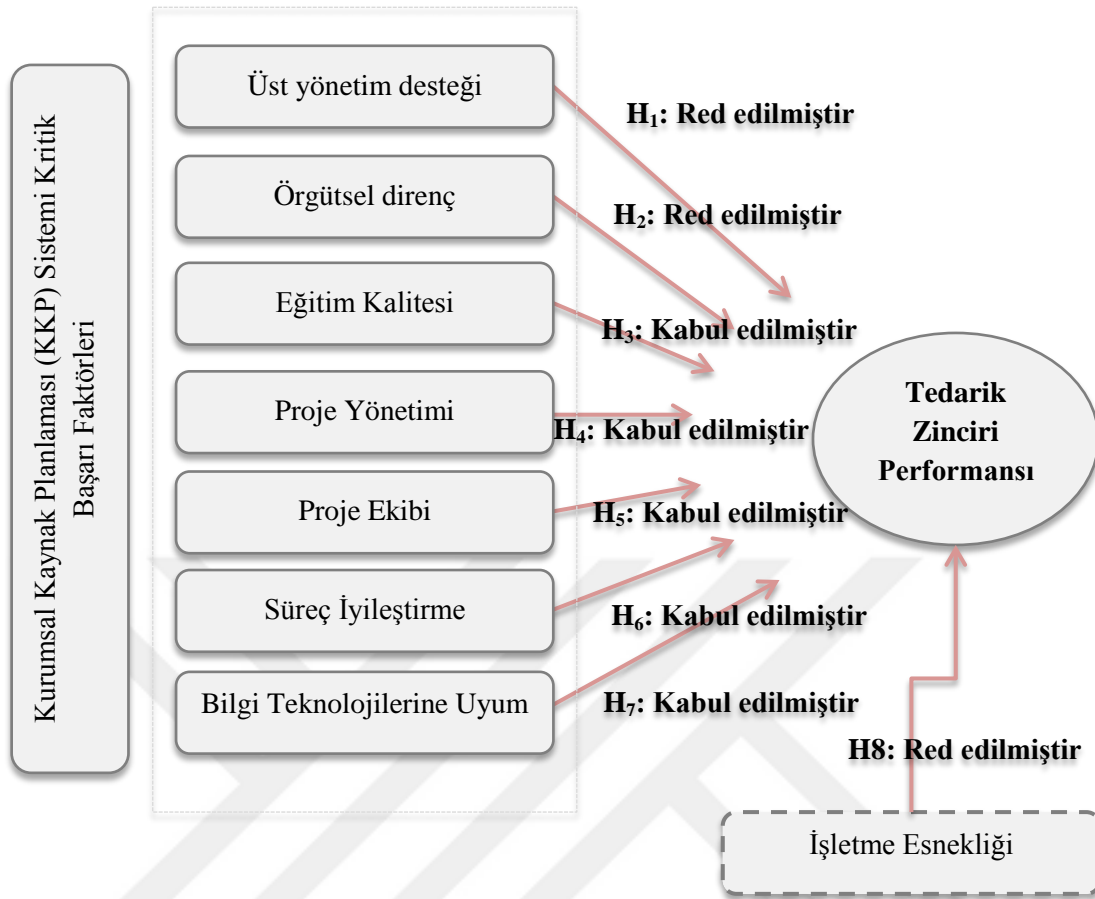 Kurumsal Kaynak Planlaması (KKP) Sistemi Kritik
Başarı Faktörleri
Üst yönetim desteği
Örgütsel direnç
Eğitim Kalitesi
Proje Yönetimi
Proje Ekibi
Süreç İyileştirme
Bilgi Teknolojilerine Uyum
H₁: Red edilmiştir
H₂: Red edilmiştir
H₃: Kabul edilmiştir
H₄: Kabul edilmiştir
H₅: Kabul edilmiştir
H₆: Kabul edilmiştir
H₇: Kabul edilmiştir
Tedarik
Zinciri
Performansı
H8: Red edilmiştir
İşletme Esnekliği